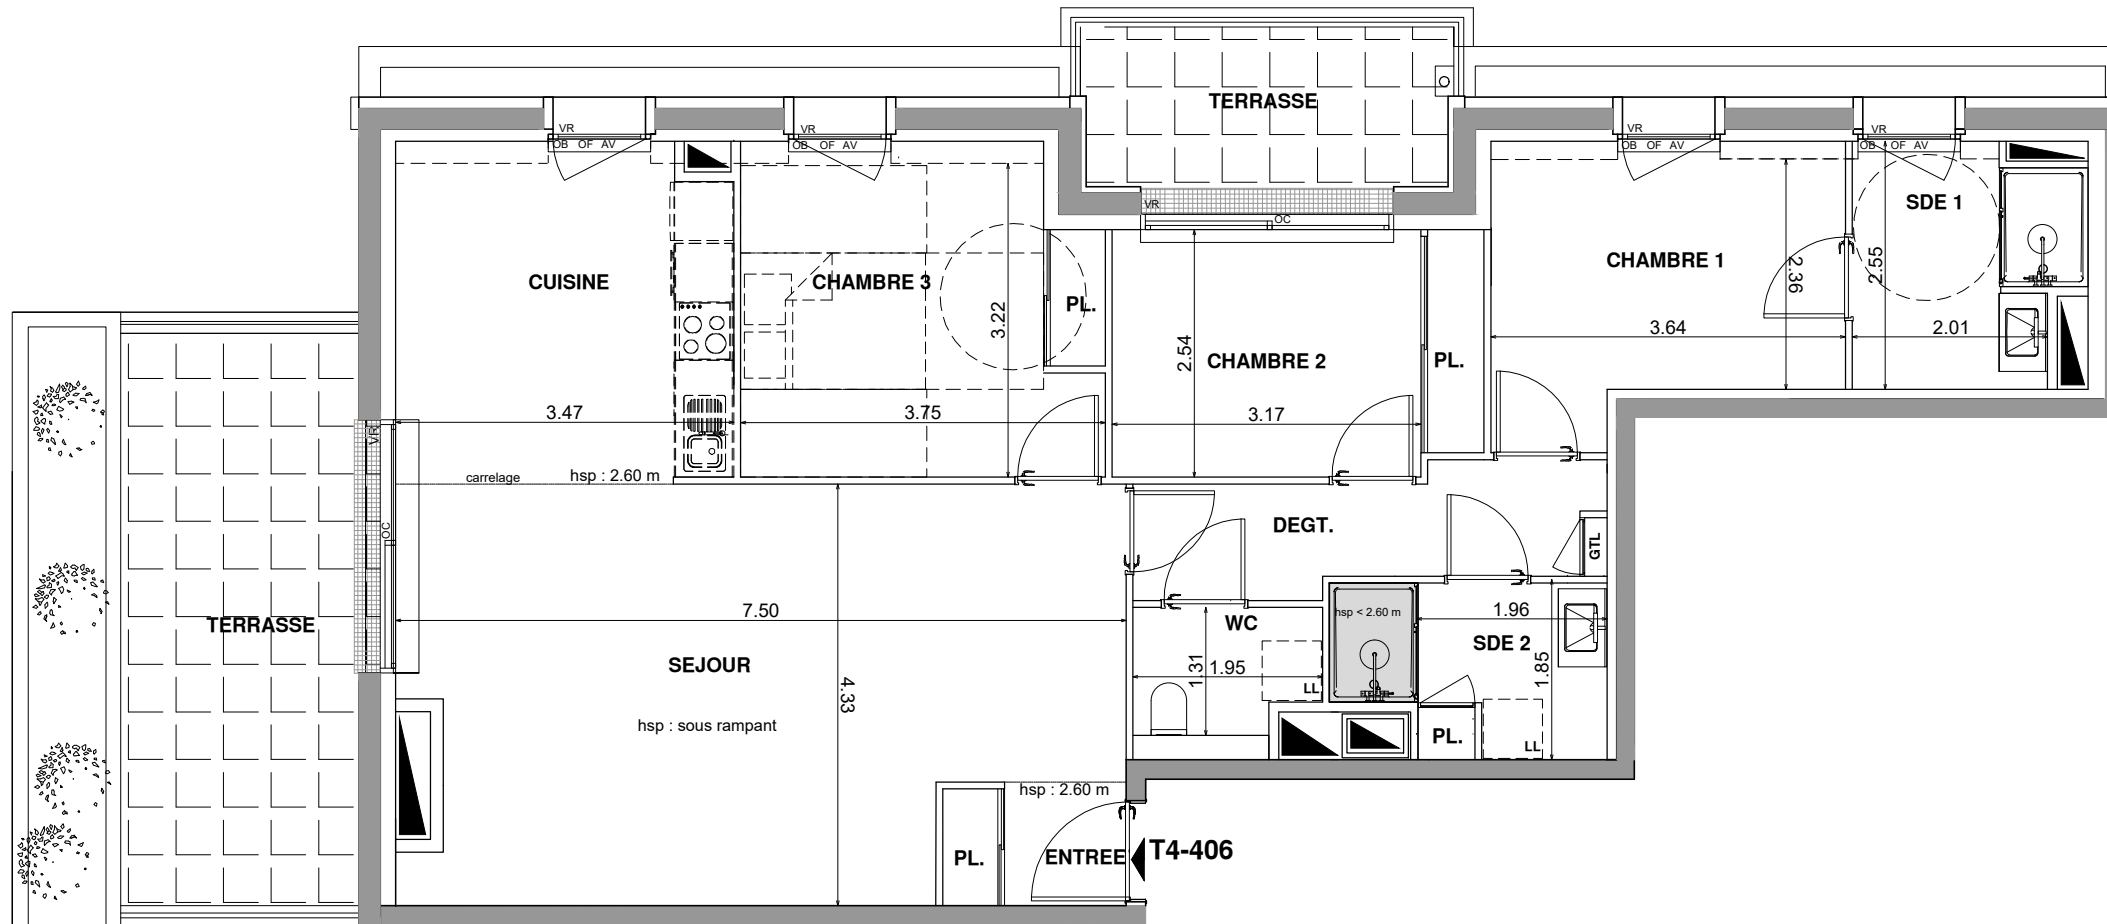 TERRASSE
VR
OB OF AV
VR
OB OF AV
VR
OB OF AV
VR
OB OF AV
VR
OC
SDE 1
CUISINE
CHAMBRE 3
CHAMBRE 1
2.36
2.55
3.22
PL.
3.64
2.01
2.54
CHAMBRE 2
PL.
3.47
3.75
3.17
VR
carrelage
hsp : 2.60 m
OC
DEGT.
GTL
7.50
hsp < 2.60 m
1.96
TERRASSE
WC
SDE 2
SEJOUR
1.31
1.95
1.85
LL
4.33
hsp : sous rampant
PL.
LL
hsp : 2.60 m
PL.
ENTREE
T4-406